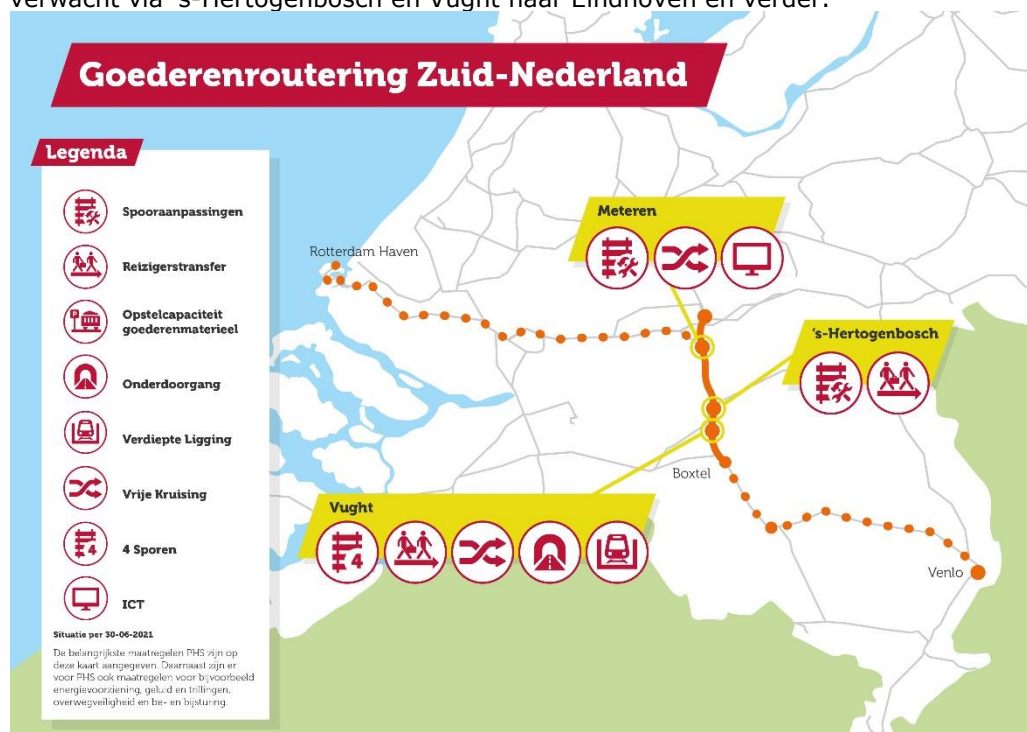 verwacht via 's-Hertogenbosch en Vught naar Eindhoven en verder.
Goederenroutering Zuid-Nederland
Legenda
Spooraanpassingen
Reizigerstransfer
Opstelcapaciteit
goederenmaterieel
Onderdoorgang
Verdiepte Ligging
Vrije Kruising
4
4 Sporen
ICT
Situatie per 30-06-2021
De belangrijkste maatregelen PHS zijn op
deze kaart aangegeven. Daarnaast zijn er
voor PHS ook maatregelen voor bijvoorbeeld
energievoorziening, geluid en trillingen,
overwegveiligheid en be- en bijsturing.
Rotterdam Haven
Meteren
's-Hertogenbosch
Boxtel
Vught
4
Venlo